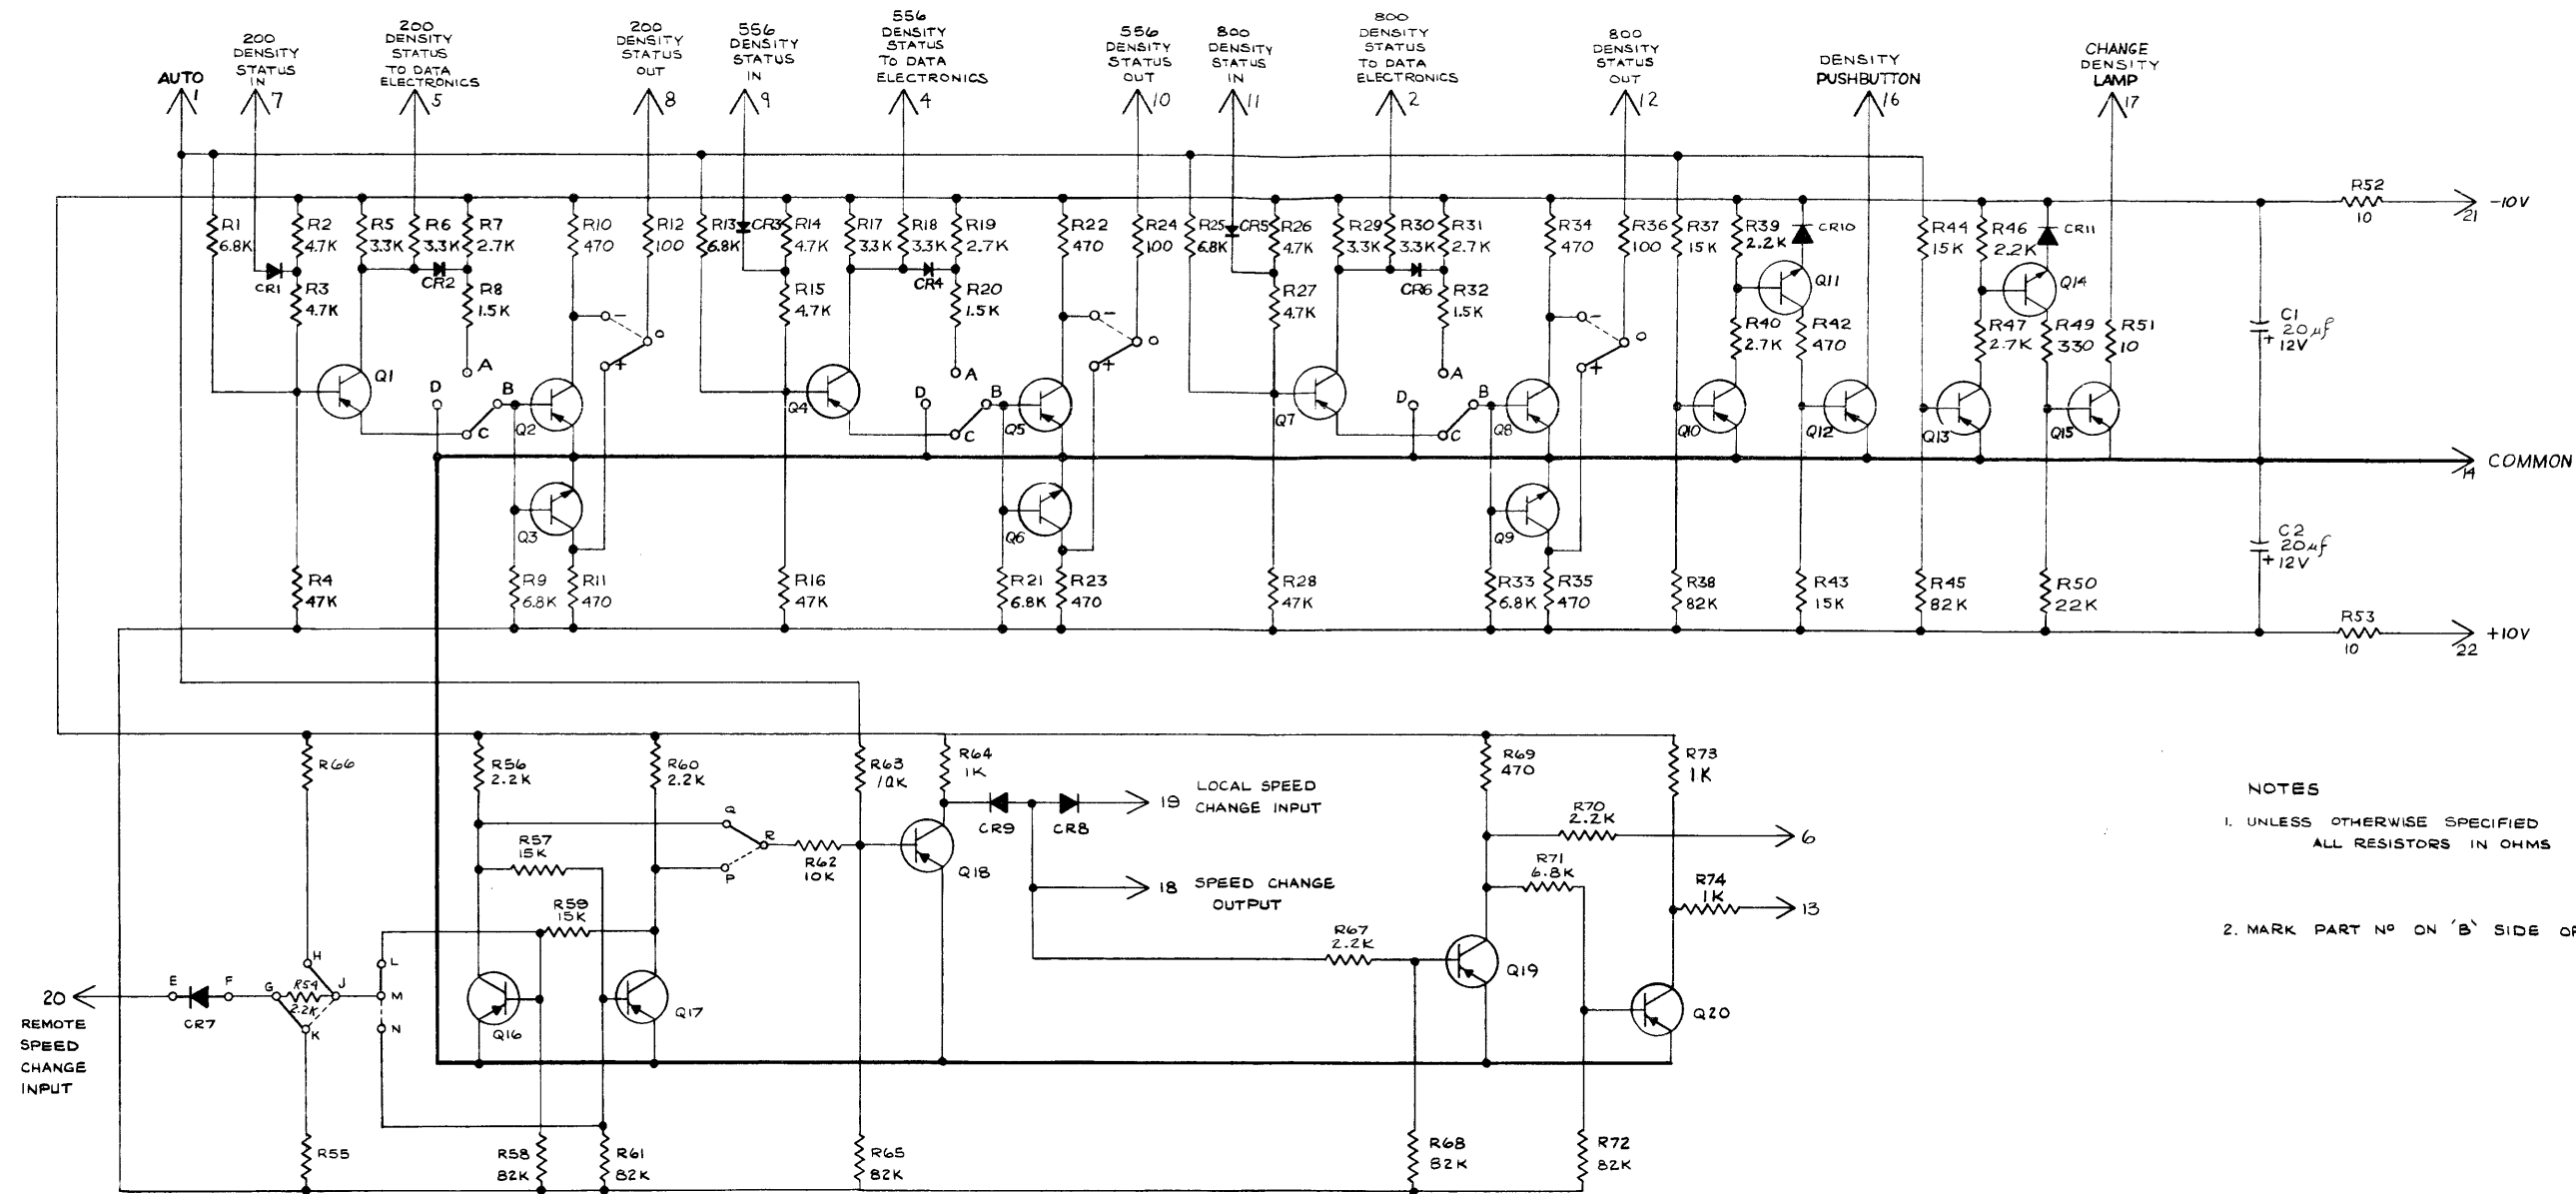 AUTO
1
200
DENSITY
STATUS
IN
7
200
DENSITY
STATUS
TO DATA
ELECTRONICS
5
200
DENSITY
STATUS
OUT
8
556
DENSITY
STATUS
IN
9
556
DENSITY
STATUS
TO DATA
ELECTRONICS
4
556
DENSITY
STATUS
OUT
10
800
DENSITY
STATUS
IN
11
800
DENSITY
STATUS
TO DATA
ELECTRONICS
2
800
DENSITY
STATUS
OUT
12
DENSITY
PUSHBUTTON
16
CHANGE
DENSITY
LAMP
17
R1
6.8K
R2
4.7K
R5
3.3K
R6
3.3K
R7
2.7K
R10
470
R12
100
R13
6.8K
CR3
R14
4.7K
R17
3.3K
R18
3.3K
R19
2.7K
R22
470
R24
100
R25
6.8K
CR5
R26
4.7K
R29
3.3K
R30
3.3K
R31
2.7K
R34
470
R36
100
R37
15K
R39
2.2K
CR10
R44
15K
R46
2.2K
CR11
R52
10
-10V
21
CR1
R3
4.7K
CR2
R8
1.5K
R15
4.7K
CR4
R20
1.5K
R27
4.7K
CR6
R32
1.5K
Q11
Q14
R40
2.7K
R42
470
R47
2.7K
R49
330
R51
10
C1
20μf
+ 12V
- O +
- O +
- O +
Q1
A
D
B
C
Q2
Q4
A
D
B
C
Q5
Q7
A
D
B
C
Q8
Q10
Q12
Q13
Q15
14
COMMON
Q3
Q6
Q9
R4
47K
R9
6.8K
R11
470
R16
47K
R21
6.8K
R23
470
R28
47K
R33
6.8K
R35
470
R38
82K
R43
15K
R45
82K
R50
22K
C2
20μf
+ 12V
R53
10
+10V
22
R66
R56
2.2K
R60
2.2K
R63
10K
R64
1K
R69
470
R73
1K
Q
R
P
R57
15K
R62
10K
Q18
CR9
CR8
19
LOCAL SPEED
CHANGE INPUT
18
SPEED CHANGE
OUTPUT
R70
2.2K
6
R71
6.8K
R74
1K
13
R59
15K
R67
2.2K
Q19
Q20
20
REMOTE
SPEED
CHANGE
INPUT
E
F
CR7
G
H
R54
2.2K
J
K
L
M
N
Q16
Q17
R55
R58
82K
R61
82K
R65
82K
R68
82K
R72
82K
NOTES
1. UNLESS OTHERWISE SPECIFIED
ALL RESISTORS IN OHMS
2. MARK PART Nº ON 'B' SIDE OF